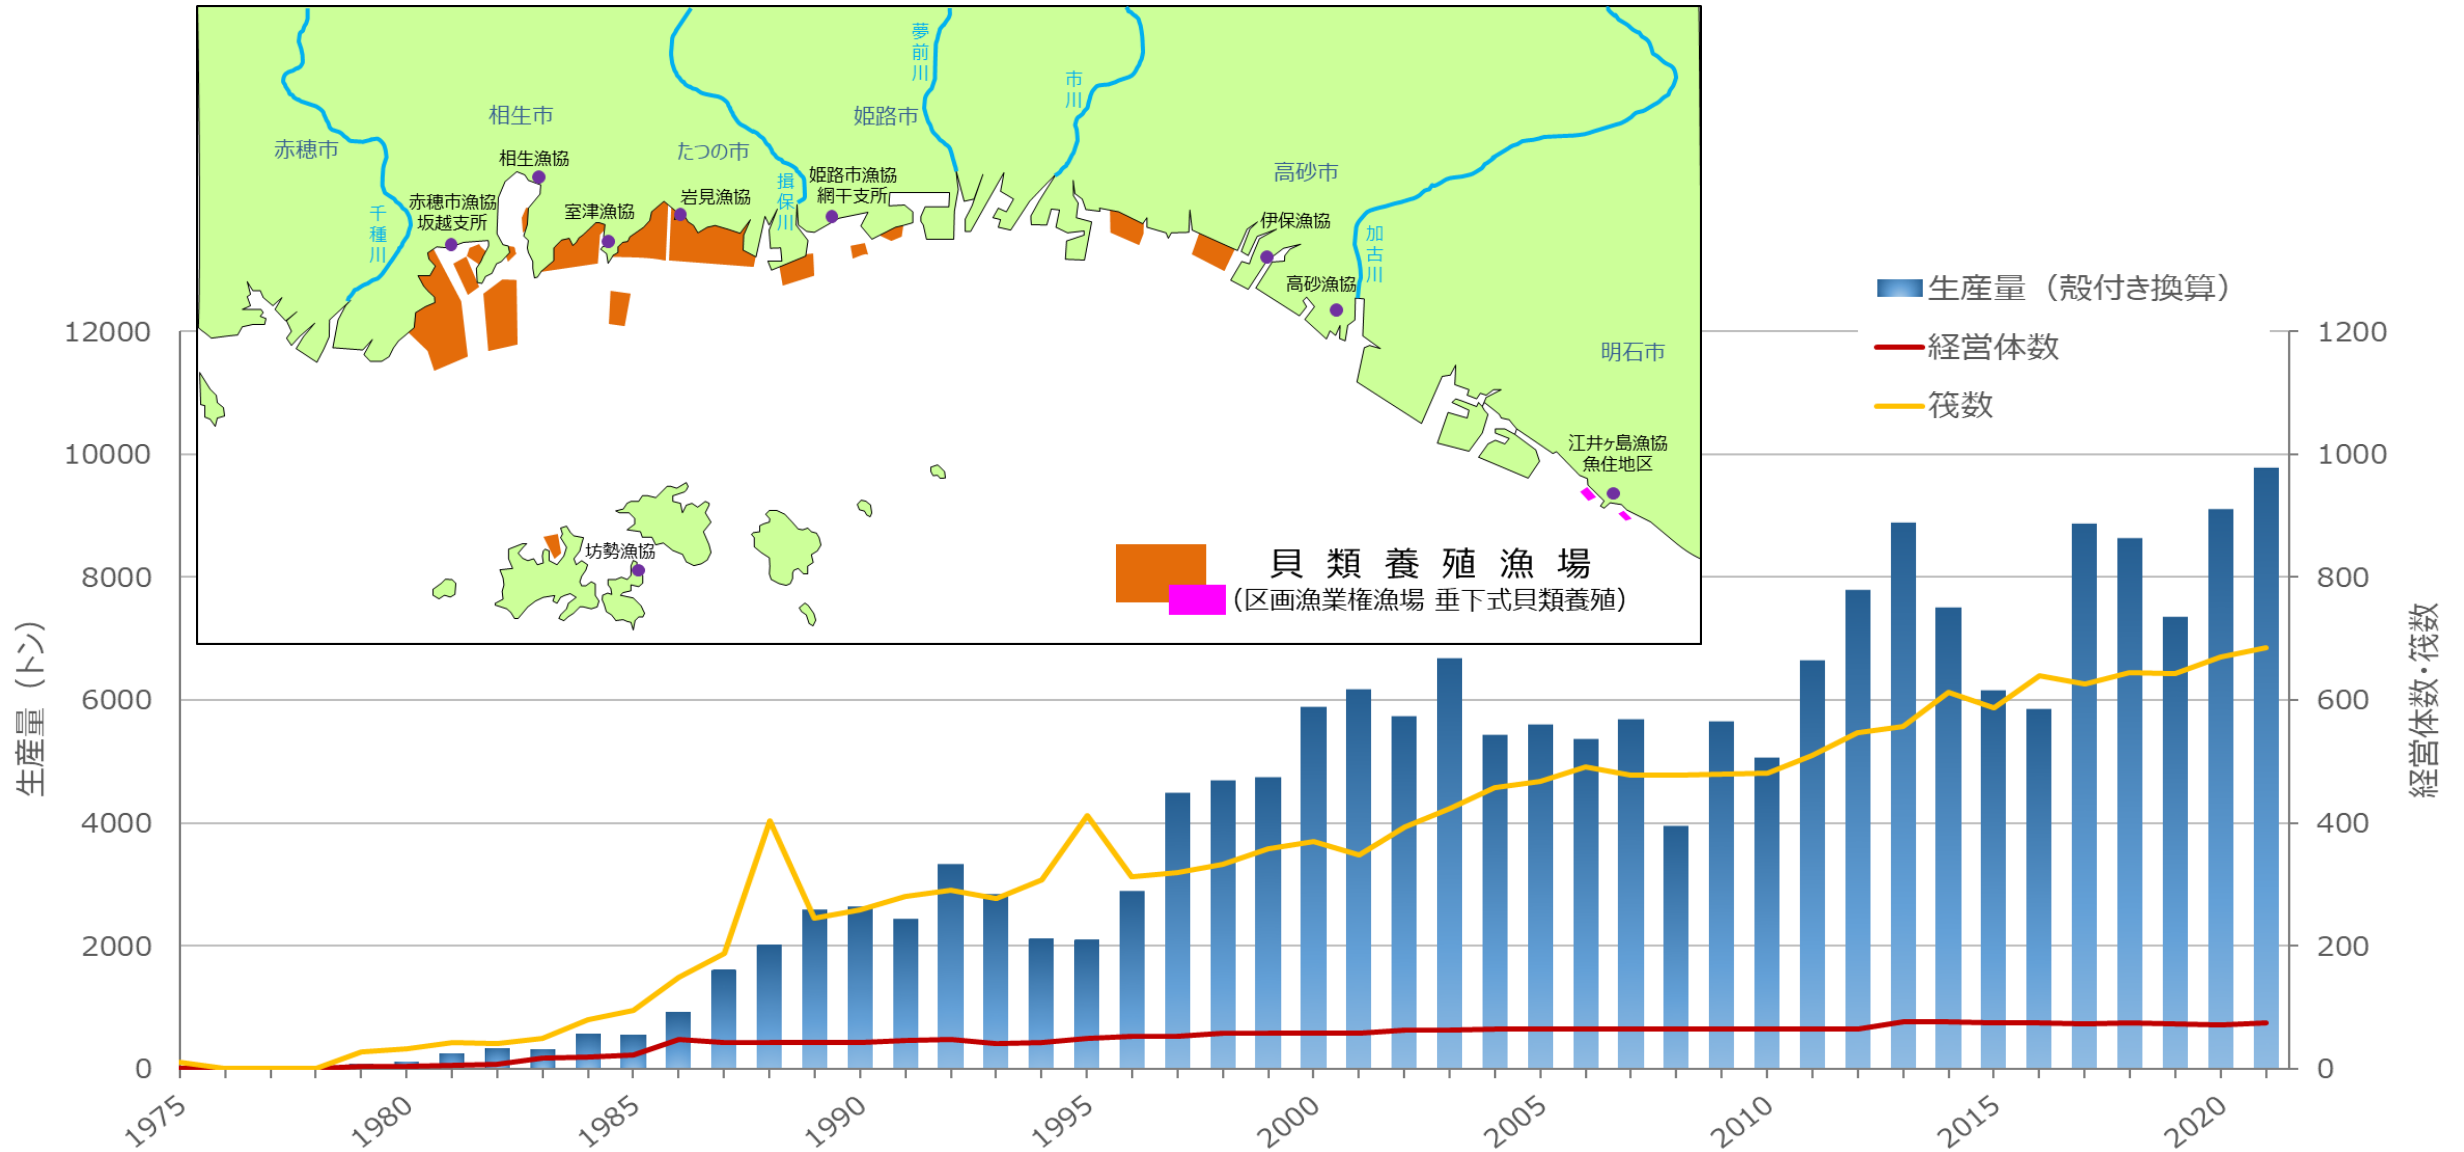 夢前川
市川
相生市
姫路市
赤穂市
たつの市
高砂市
相生漁協
揖保川
姫路市漁協
網干支所
岩見漁協
赤穂市漁協
坂越支所
千種川
室津漁協
伊保漁協
加古川
高砂漁協
明石市
江井ヶ島漁協
魚住地区
坊勢漁協
貝類養殖漁場
(区画漁業権漁場 垂下式貝類養殖)
生産量（殻付き換算）
経営体数
筏数
生産量（トン）
12000
10000
8000
6000
4000
2000
0
経営体数・筏数
1200
1000
800
600
400
200
0
1975
1980
1985
1990
1995
2000
2005
2010
2015
2020